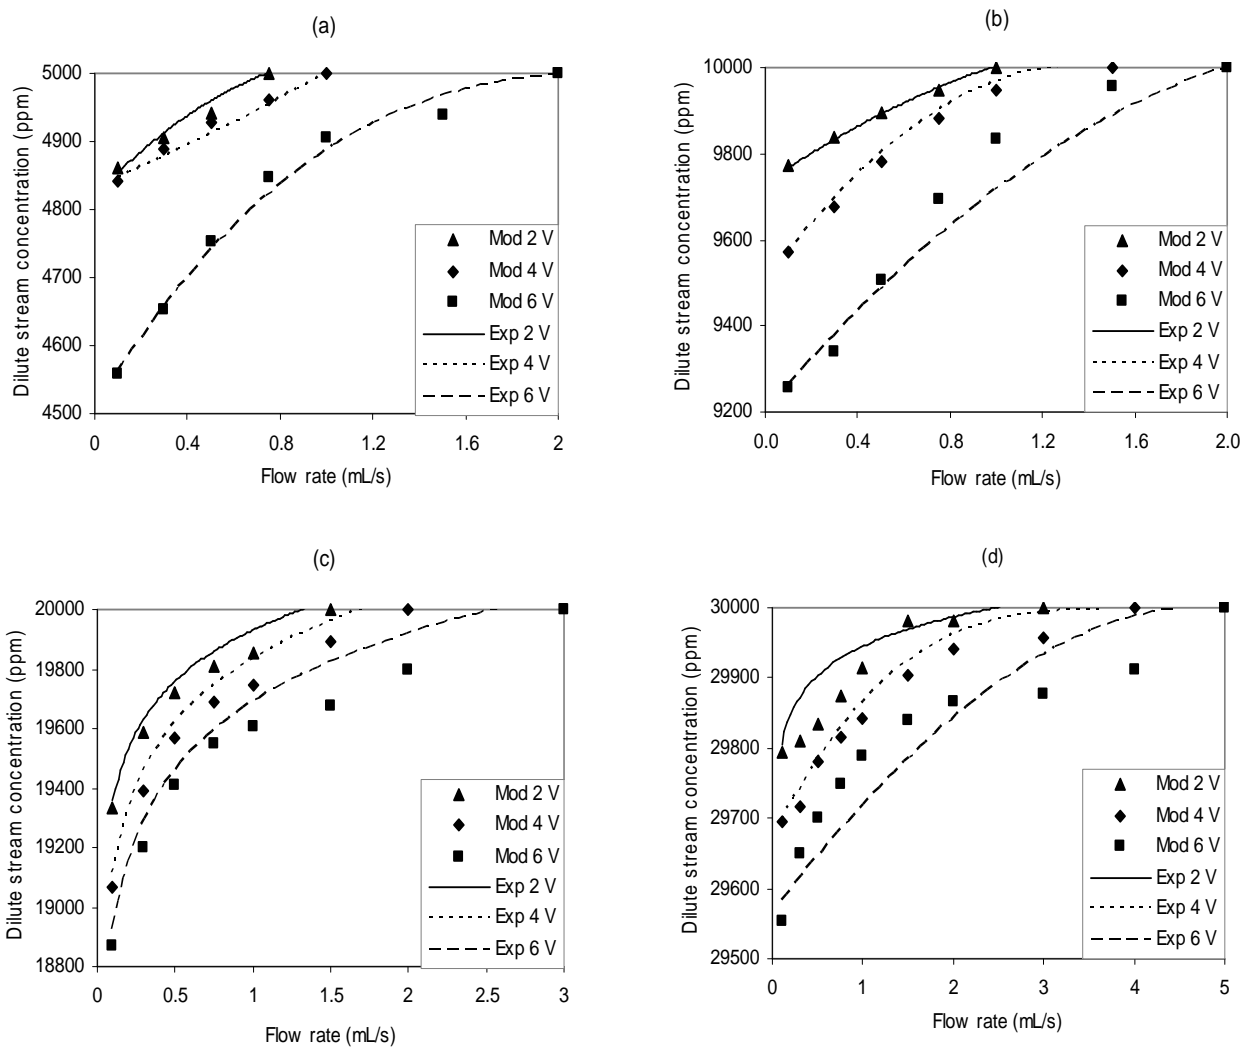 (a)
Dilute stream concentration (ppm)
5000
4900
4800
4700
4600
4500
0 0.4 0.8 1.2 1.6 2
Flow rate (mL/s)
Mod 2 V
Mod 4 V
Mod 6 V
Exp 2 V
Exp 4 V
Exp 6 V
(b)
Dilute stream concentration (ppm)
10000
9800
9600
9400
9200
0.0 0.4 0.8 1.2 1.6 2.0
Flow rate (mL/s)
Mod 2 V
Mod 4 V
Mod 6 V
Exp 2 V
Exp 4 V
Exp 6 V
(c)
Dilute stream concentration (ppm)
20000
19800
19600
19400
19200
19000
18800
0 0.5 1 1.5 2 2.5 3
Flow rate (mL/s)
Mod 2 V
Mod 4 V
Mod 6 V
Exp 2 V
Exp 4 V
Exp 6 V
(d)
Dilute stream concentration (ppm)
30000
29900
29800
29700
29600
29500
0 1 2 3 4 5
Flow rate (mL/s)
Mod 2 V
Mod 4 V
Mod 6 V
Exp 2 V
Exp 4 V
Exp 6 V